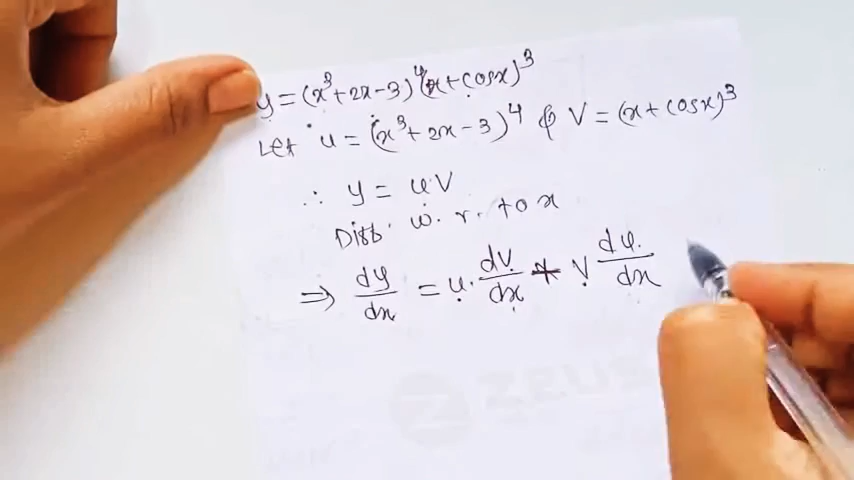 y = (x³+2x-3)⁴(x+cosx)³
Let u = (x³+2x-3)⁴ & V = (x+cosx)³
∴ y = u·V
Diff. w. r. to x
⇒ dy/dx = u· dV/dx + V du/dx
ZEUS